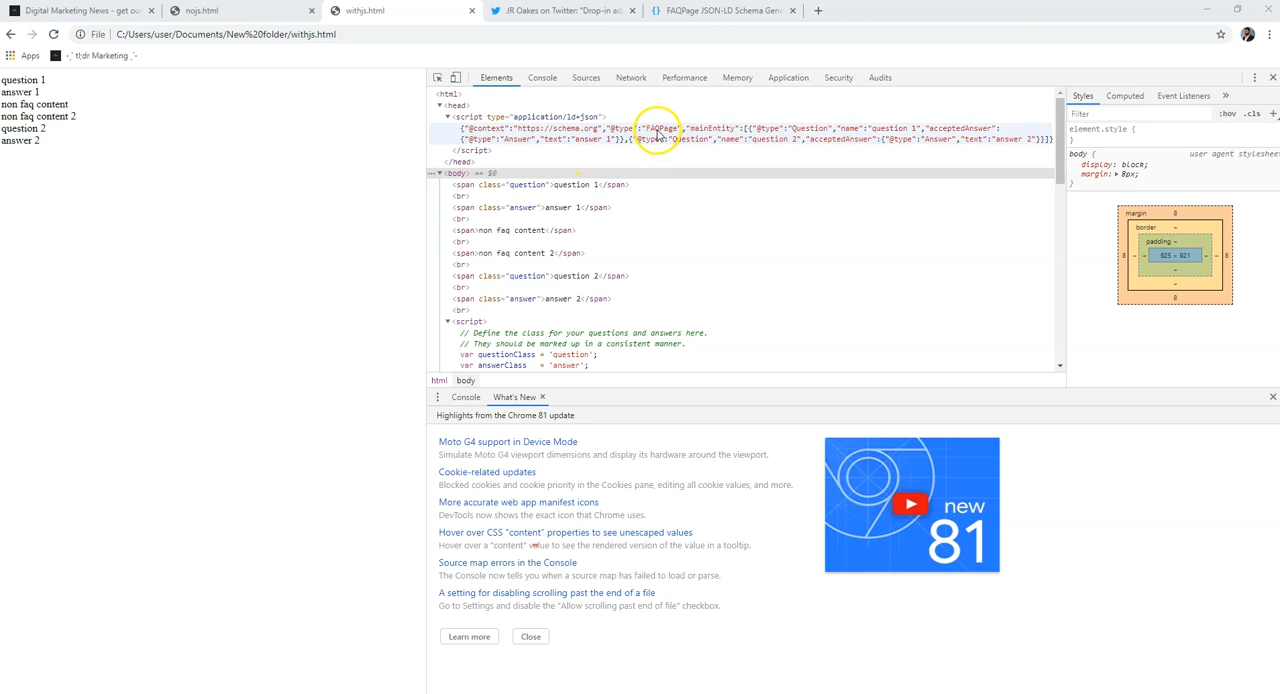 Digital Marketing News - get ou
nojs.html
withjs.html
JR Oakes on Twitter: "Drop-in ad
FAQPage JSON-LD Schema Gene
File
C:/Users/user/Documents/New%20folder/withjs.html
Apps
tl;dr Marketing
question 1
answer 1
non faq content
non faq content 2
question 2
answer 2
Elements
Console
Sources
Network
Performance
Memory
Application
Security
Audits
<html>
<head>
<script type="application/ld+json">
{"@context":"https://schema.org","@type":"FAQPage","mainEntity":[{"@type":"Question","name":"question 1","acceptedAnswer":
{"@type":"Answer","text":"answer 1"}},{"@type":"Question","name":"question 2","acceptedAnswer":{"@type":"Answer","text":"answer 2"}}]}
</script>
</head>
<body> == $0
<span class="question">question 1</span>
<br>
<span class="answer">answer 1</span>
<br>
<span>non faq content</span>
<br>
<span>non faq content 2</span>
<br>
<span class="question">question 2</span>
<br>
<span class="answer">answer 2</span>
<br>
<script>
// Define the class for your questions and answers here.
// They should be marked up in a consistent manner.
var questionClass = 'question';
var answerClass = 'answer';
html
body
Styles
Computed
Event Listeners
»
Filter
:hov
.cls
+
element.style {
}
body {
user agent stylesheet
display: block;
margin: 8px;
}
margin
8
border
-
padding -
8
-
-
625 × 921
-
-
8
-
-
8
Console
What's New
Highlights from the Chrome 81 update
Moto G4 support in Device Mode
Simulate Moto G4 viewport dimensions and display its hardware around the viewport.
Cookie-related updates
Blocked cookies and cookie priority in the Cookies pane, editing all cookie values, and more.
More accurate web app manifest icons
DevTools now shows the exact icon that Chrome uses.
Hover over CSS "content" properties to see unescaped values
Hover over a "content" value to see the rendered version of the value in a tooltip.
Source map errors in the Console
The Console now tells you when a source map has failed to load or parse.
A setting for disabling scrolling past the end of a file
Go to Settings and disable the "Allow scrolling past end of file" checkbox.
Learn more
Close
new
81